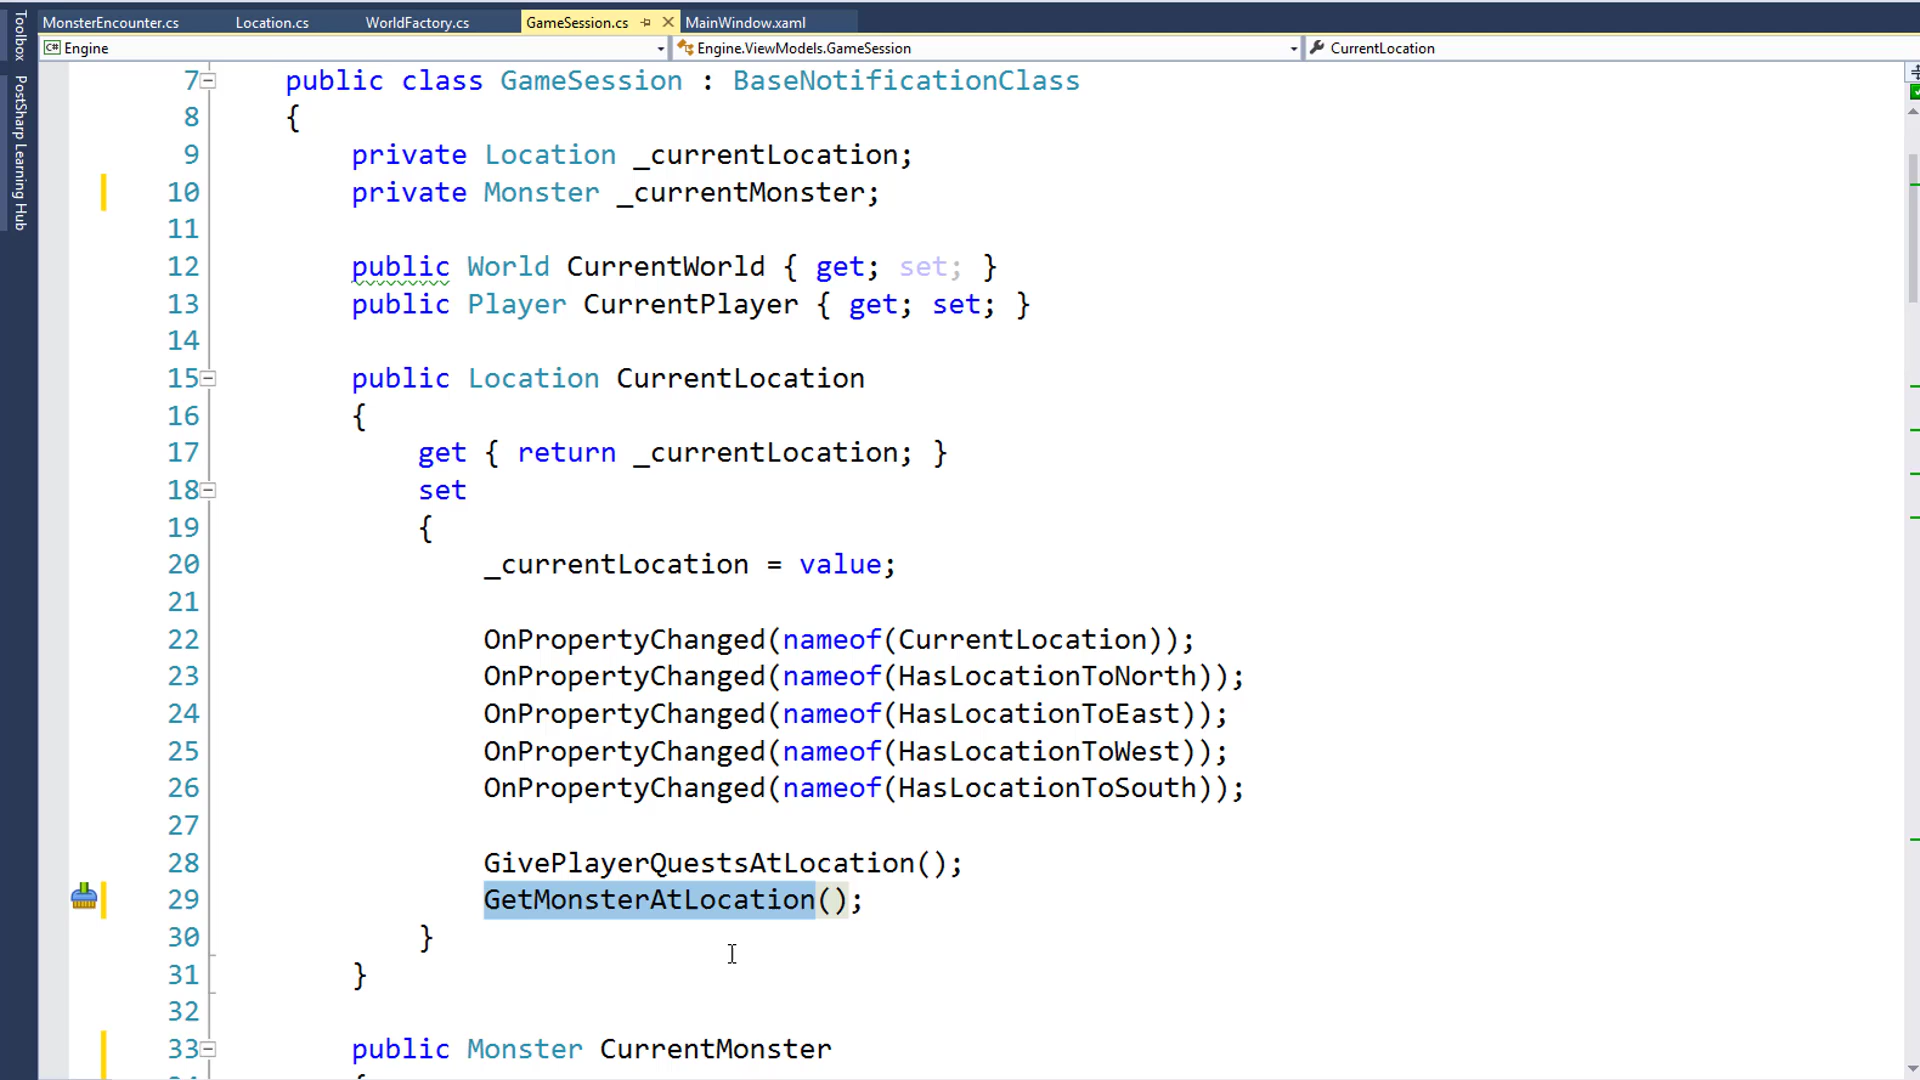 MonsterEncounter.cs Location.cs WorldFactory.cs GameSession.cs MainWindow.xaml
Toolbox
PostSharp Learning Hub
C# Engine Engine.ViewModels.GameSession CurrentLocation
7 public class GameSession : BaseNotificationClass
8 {
9 private Location _currentLocation;
10 private Monster _currentMonster;
11
12 public World CurrentWorld { get; set; }
13 public Player CurrentPlayer { get; set; }
14
15 public Location CurrentLocation
16 {
17 get { return _currentLocation; }
18 set
19 {
20 _currentLocation = value;
21
22 OnPropertyChanged(nameof(CurrentLocation));
23 OnPropertyChanged(nameof(HasLocationToNorth));
24 OnPropertyChanged(nameof(HasLocationToEast));
25 OnPropertyChanged(nameof(HasLocationToWest));
26 OnPropertyChanged(nameof(HasLocationToSouth));
27
28 GivePlayerQuestsAtLocation();
29 GetMonsterAtLocation();
30 }
31 }
32
33 public Monster CurrentMonster